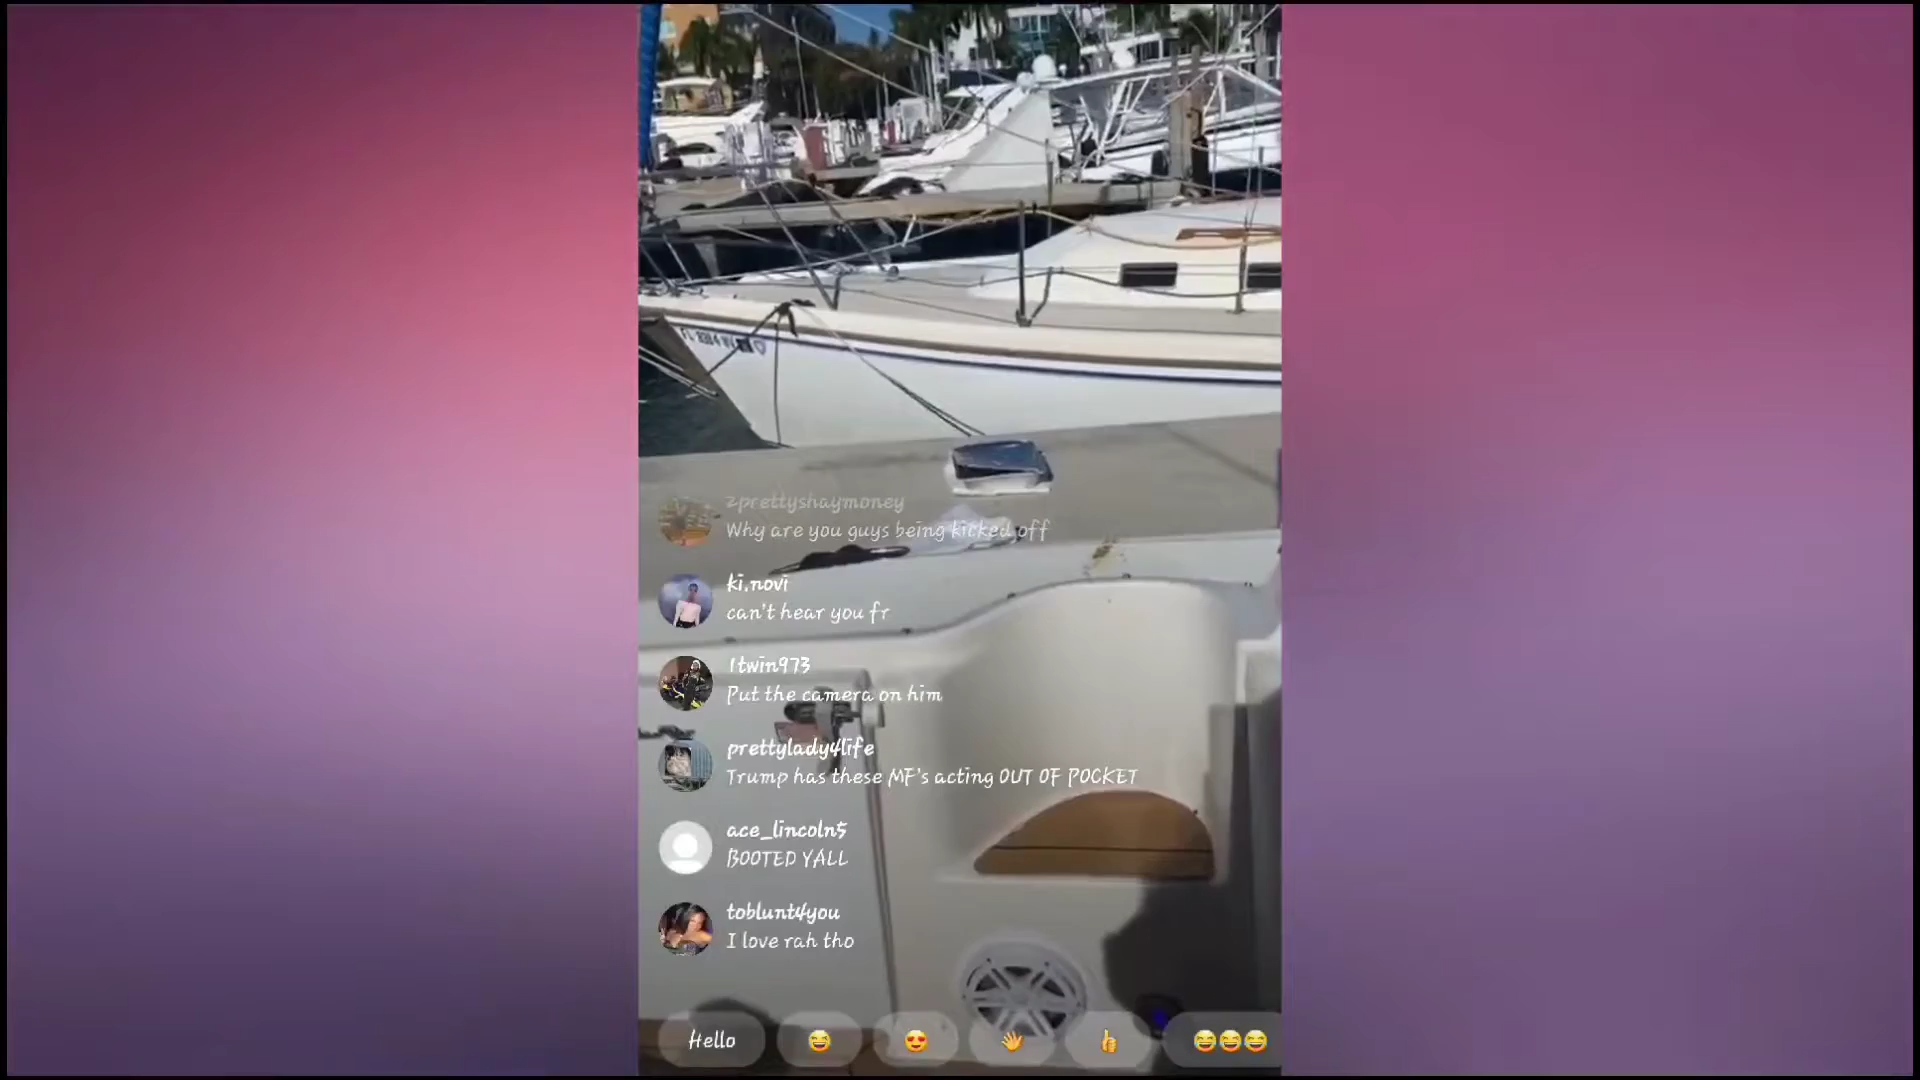 2prettyshaymoney
Why are you guys being kicked off
ki.novi
can't hear you fr
1twin973
Put the camera on him
prettylady4life
Trump has these MF's acting OUT OF POCKET
ace_lincoln5
BOOTED YALL
toblunt4you
I love rah tho
Hello